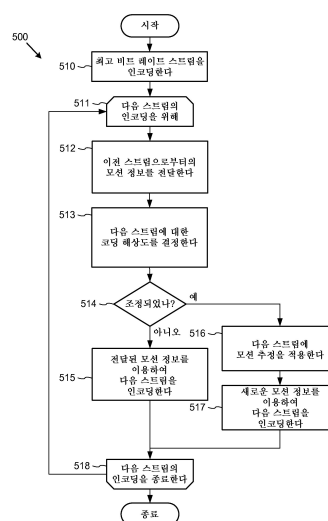 500
시작
510
최고 비트 레이트 스트림을
인코딩한다
511
다음 스트림의
인코딩을 위해
512
이전 스트림으로부터의
모션 정보를 전달한다
513
다음 스트림에 대한
코딩 해상도를 결정한다
514
조정되었나?
예
아니오
516
다음 스트림에
모션 추정을 적용한다
515
전달된 모션 정보를
이용하여
다음 스트림을
인코딩한다
517
새로운 모션 정보를
이용하여
다음 스트림을
인코딩한다
518
다음 스트림의
인코딩을 종료한다
종료